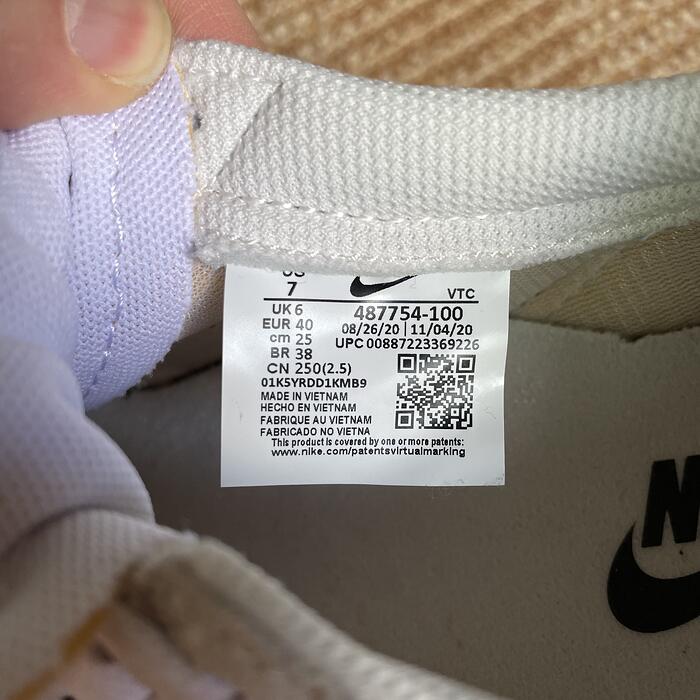 US
7
VTC
UK 6
EUR 40
cm 25
BR 38
CN 250(2.5)
487754-100
08/26/20 | 11/04/20
UPC 00887223369226
01K5YRDD1KMB9
MADE IN VIETNAM
HECHO EN VIETNAM
FABRIQUE AU VIETNAM
FABRICADO NO VIETNA
This product is covered by one or more patents:
www.nike.com/patentsvirtualmarking